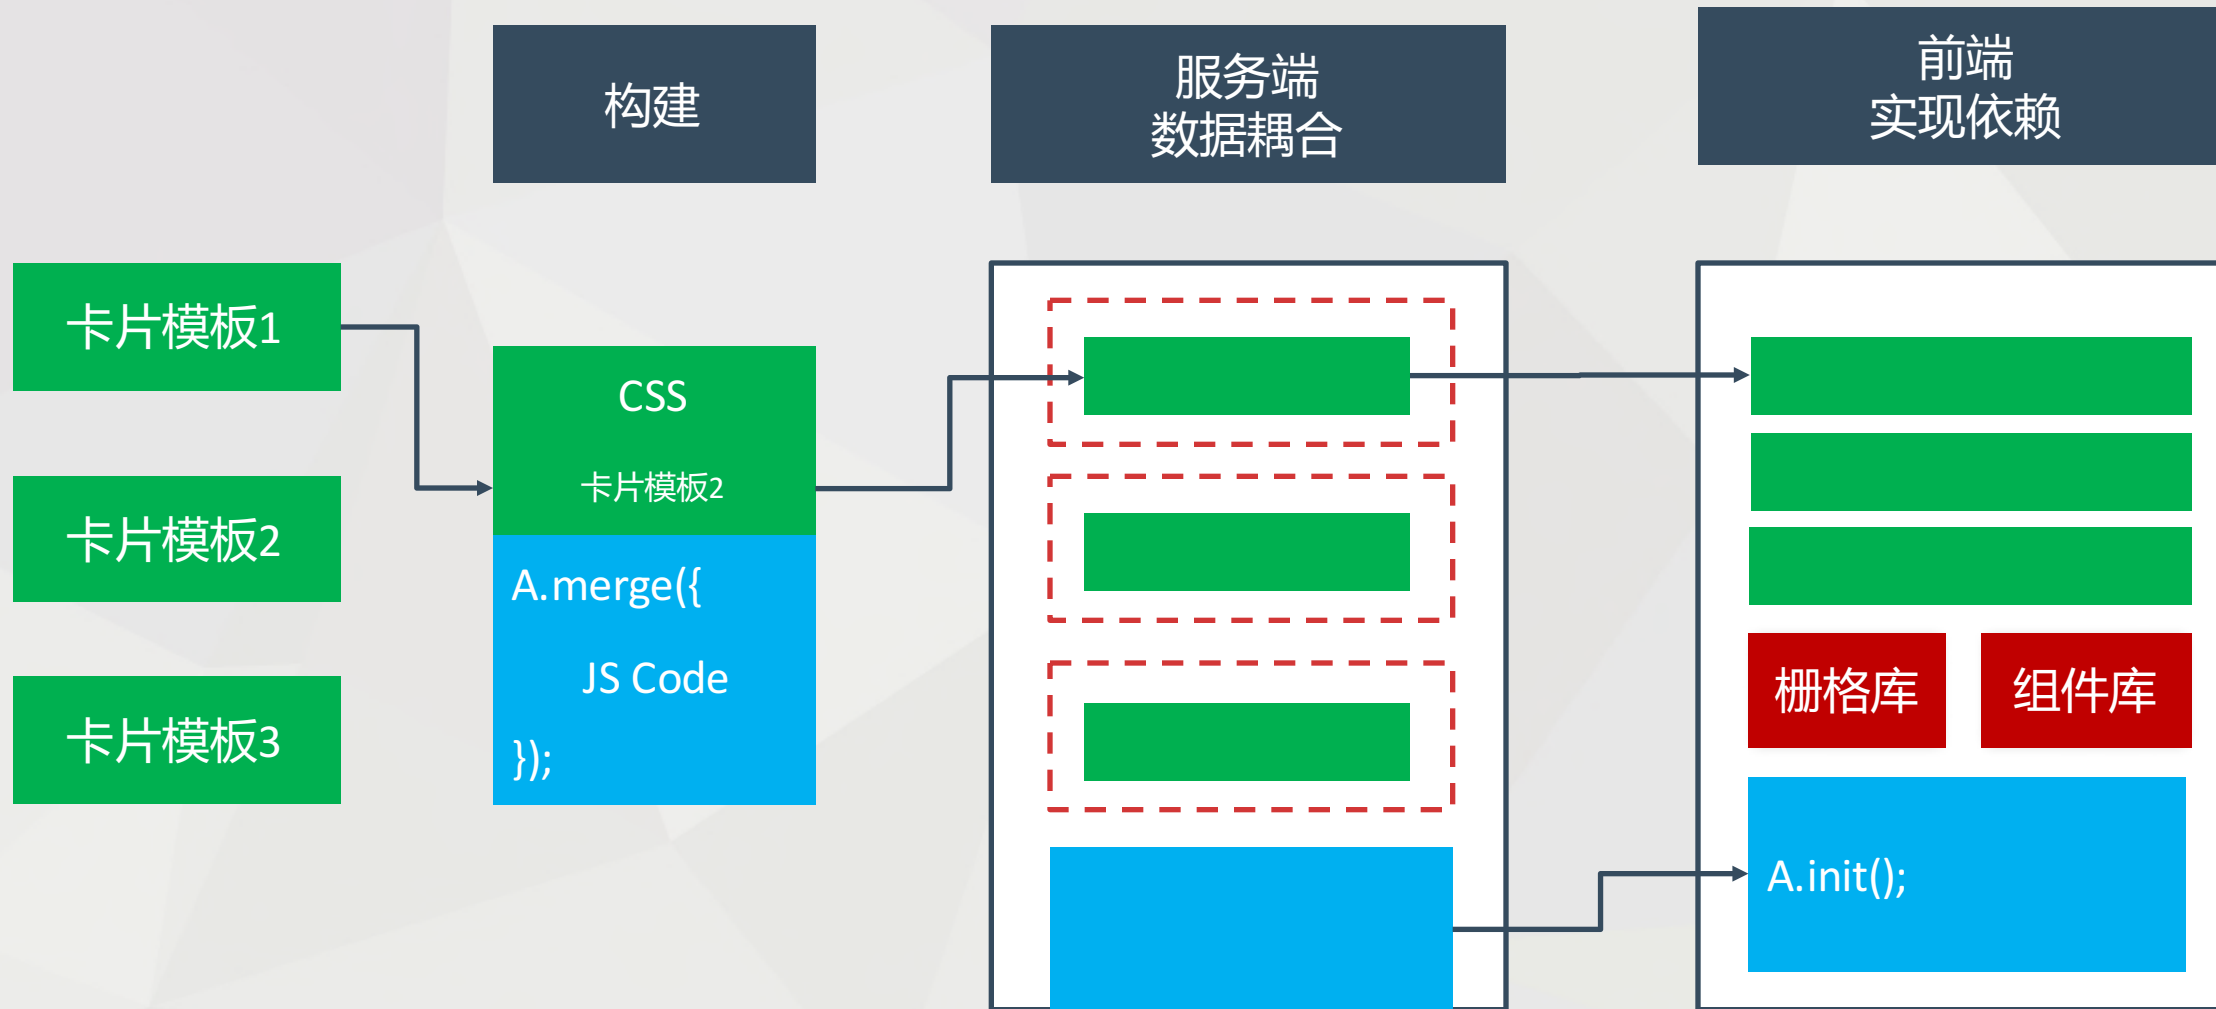 构建
服务端
数据耦合
前端
实现依赖
卡片模板1
卡片模板2
卡片模板3
CSS
卡片模板2
A.merge({
JS Code
});
栅格库
组件库
A.init();